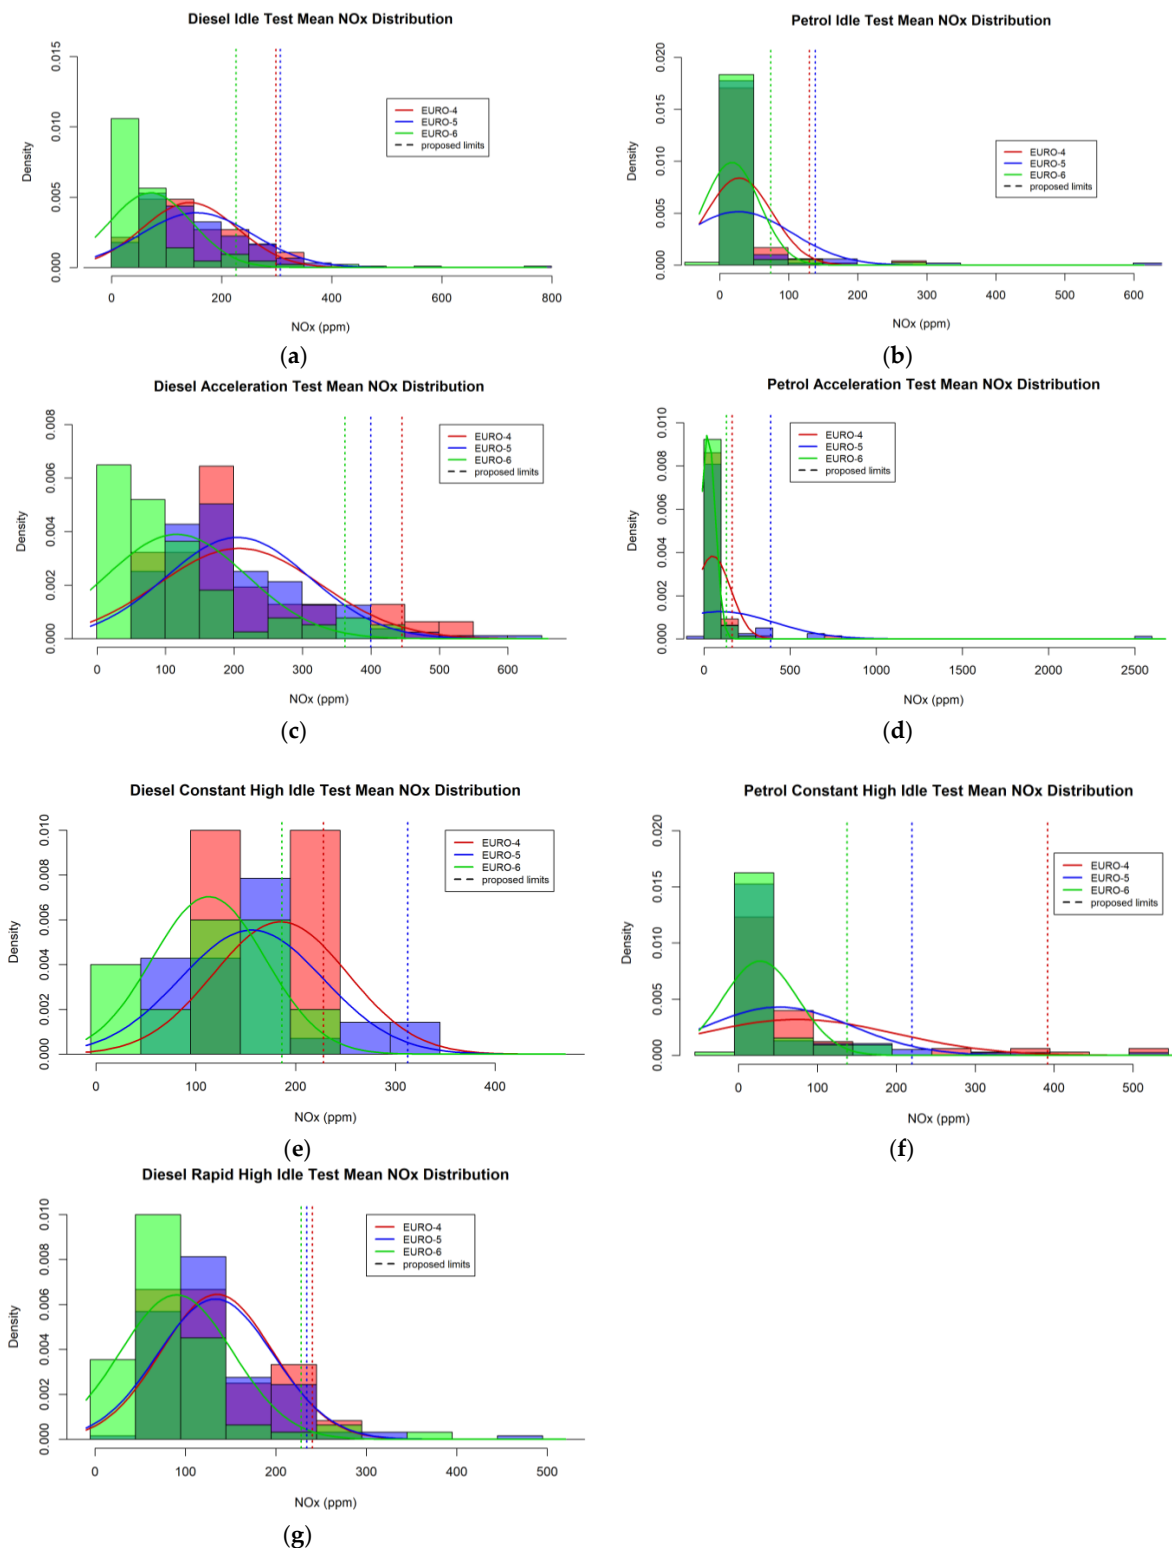 Diesel Idle Test Mean NOx Distribution
Density
0.000 0.005 0.010 0.015
EURO-4
EURO-5
EURO-6
proposed limits
0 200 400 600 800
NOx (ppm)
(a)
Petrol Idle Test Mean NOx Distribution
Density
0.000 0.005 0.010 0.015 0.020
EURO-4
EURO-5
EURO-6
proposed limits
0 100 200 300 400 500 600
NOx (ppm)
(b)
Diesel Acceleration Test Mean NOx Distribution
Density
0.000 0.002 0.004 0.006 0.008
EURO-4
EURO-5
EURO-6
proposed limits
0 100 200 300 400 500 600
NOx (ppm)
(c)
Petrol Acceleration Test Mean NOx Distribution
Density
0.000 0.002 0.004 0.006 0.008 0.010
EURO-4
EURO-5
EURO-6
proposed limits
0 500 1000 1500 2000 2500
NOx (ppm)
(d)
Diesel Constant High Idle Test Mean NOx Distribution
Density
0.000 0.002 0.004 0.006 0.008 0.010
EURO-4
EURO-5
EURO-6
proposed limits
0 100 200 300 400
NOx (ppm)
(e)
Petrol Constant High Idle Test Mean NOx Distribution
Density
0.000 0.005 0.010 0.015 0.020
EURO-4
EURO-5
EURO-6
proposed limits
0 100 200 300 400 500
NOx (ppm)
(f)
Diesel Rapid High Idle Test Mean NOx Distribution
Density
0.000 0.002 0.004 0.006 0.008 0.010
EURO-4
EURO-5
EURO-6
proposed limits
0 100 200 300 400 500
NOx (ppm)
(g)